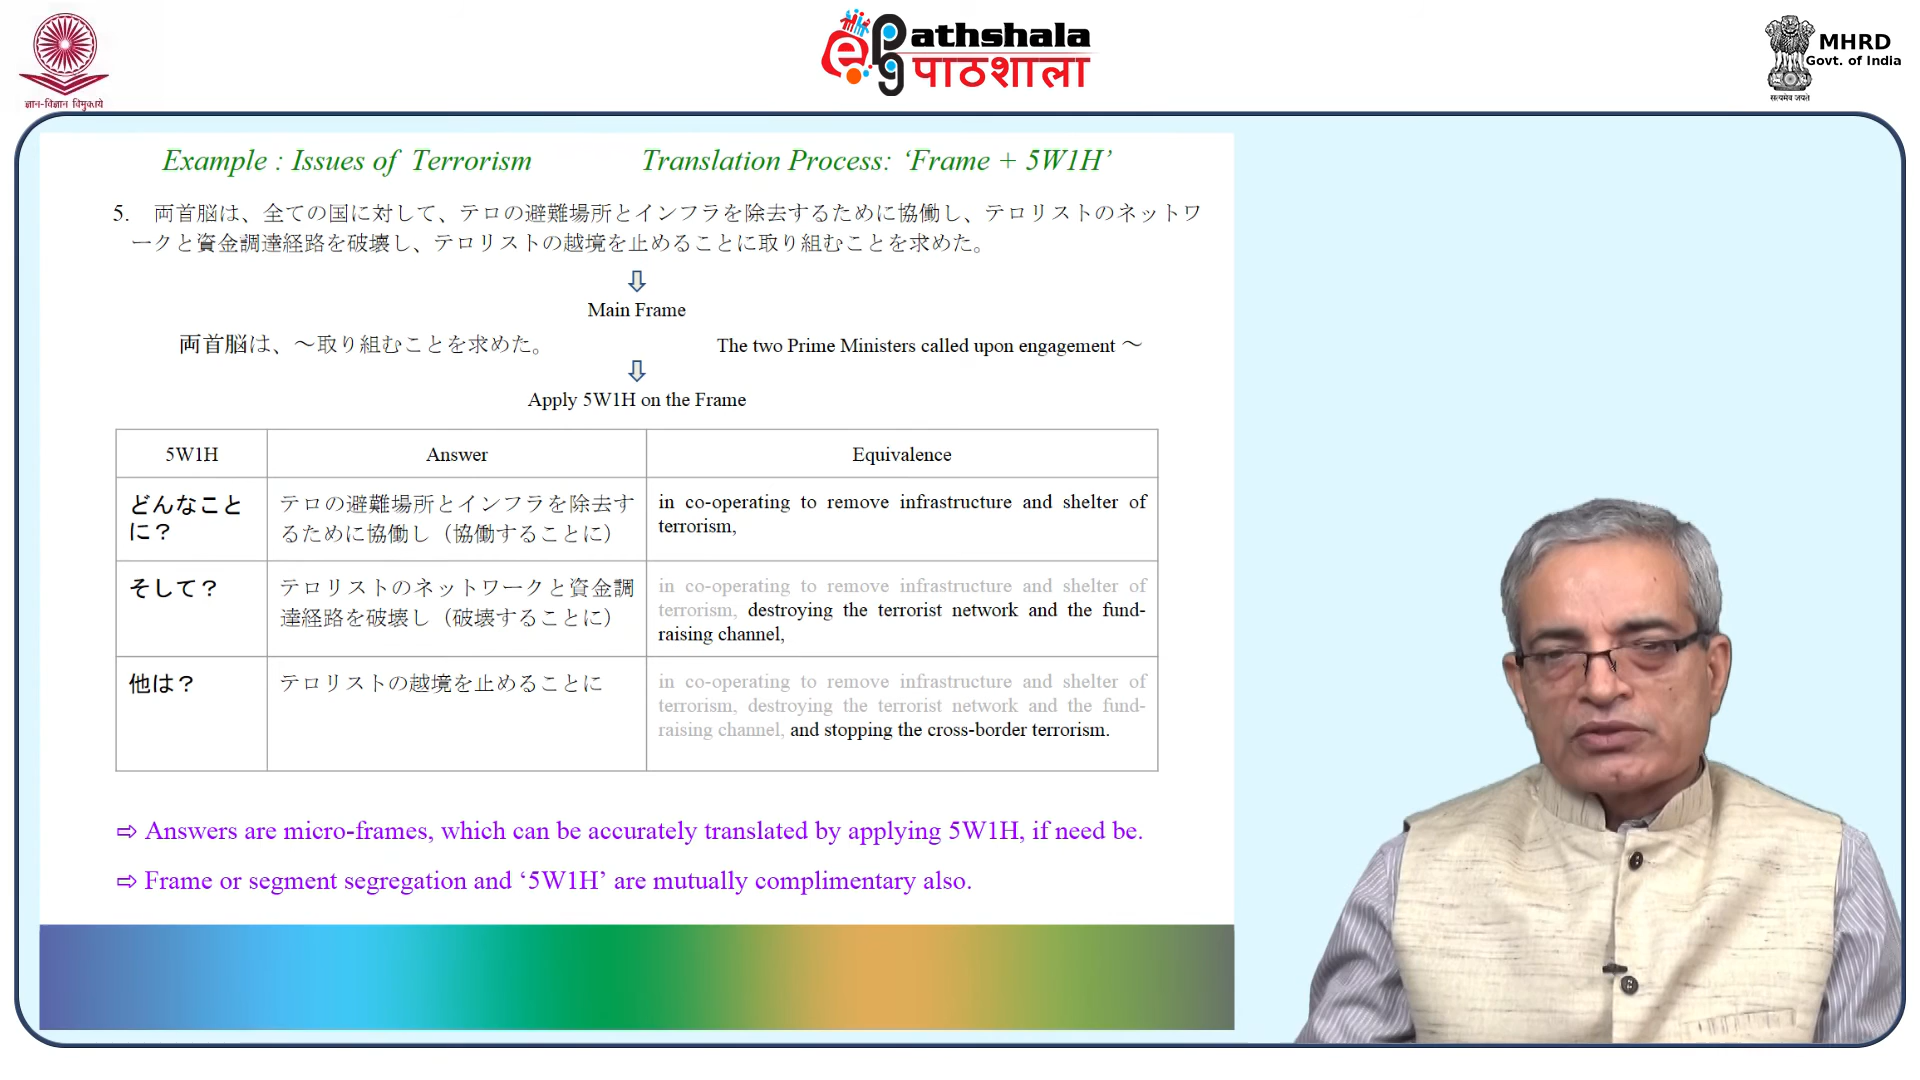 ज्ञान-विज्ञान विमुक्तये
ePathshala
पाठशाला
MHRD
Govt. of India
सत्यमेव जयते
Example : Issues of Terrorism
Translation Process: ‘Frame + 5W1H’
5. 両首脳は、全ての国に対して、テロの避難場所とインフラを除去するために協働し、テロリストのネットワ
ークと資金調達経路を破壊し、テロリストの越境を止めることに取り組むことを求めた。
Main Frame
両首脳は、～取り組むことを求めた。
The two Prime Ministers called upon engagement ～
Apply 5W1H on the Frame
5W1H
Answer
Equivalence
どんなこと
に？
テロの避難場所とインフラを除去す
るために協働し（協働することに）
in co-operating to remove infrastructure and shelter of
terrorism,
そして？
テロリストのネットワークと資金調
達経路を破壊し（破壊することに）
in co-operating to remove infrastructure and shelter of
terrorism, destroying the terrorist network and the fund-
raising channel,
他は？
テロリストの越境を止めることに
in co-operating to remove infrastructure and shelter of
terrorism, destroying the terrorist network and the fund-
raising channel, and stopping the cross-border terrorism.
⇨ Answers are micro-frames, which can be accurately translated by applying 5W1H, if need be.
⇨ Frame or segment segregation and ‘5W1H’ are mutually complimentary also.